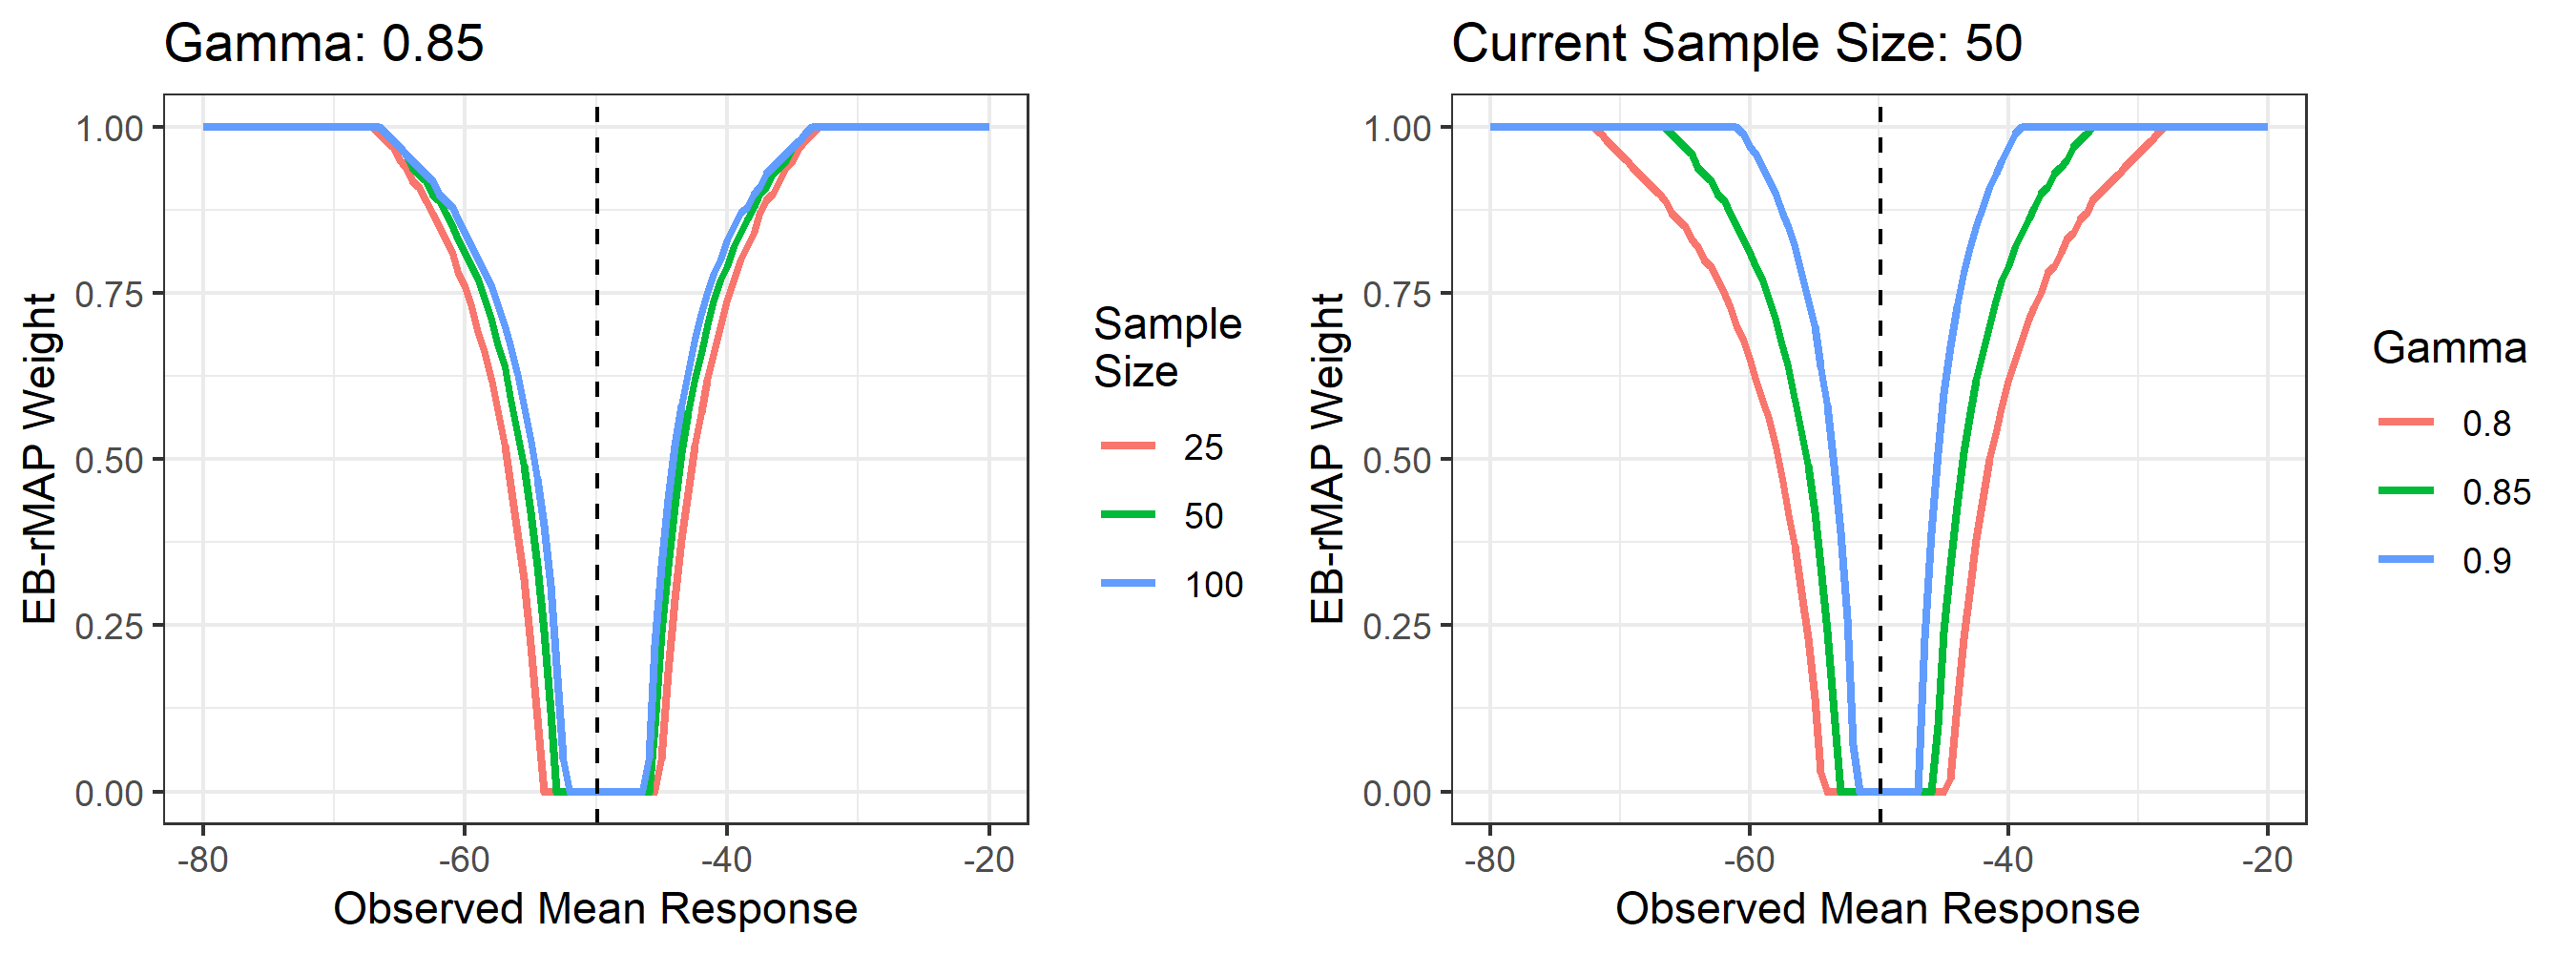 Gamma: 0.85
EB-rMAP Weight
1.00
0.75
0.50
0.25
0.00
-80
-60
-40
-20
Observed Mean Response
Sample
Size
25
50
100
Current Sample Size: 50
EB-rMAP Weight
1.00
0.75
0.50
0.25
0.00
-80
-60
-40
-20
Observed Mean Response
Gamma
0.8
0.85
0.9